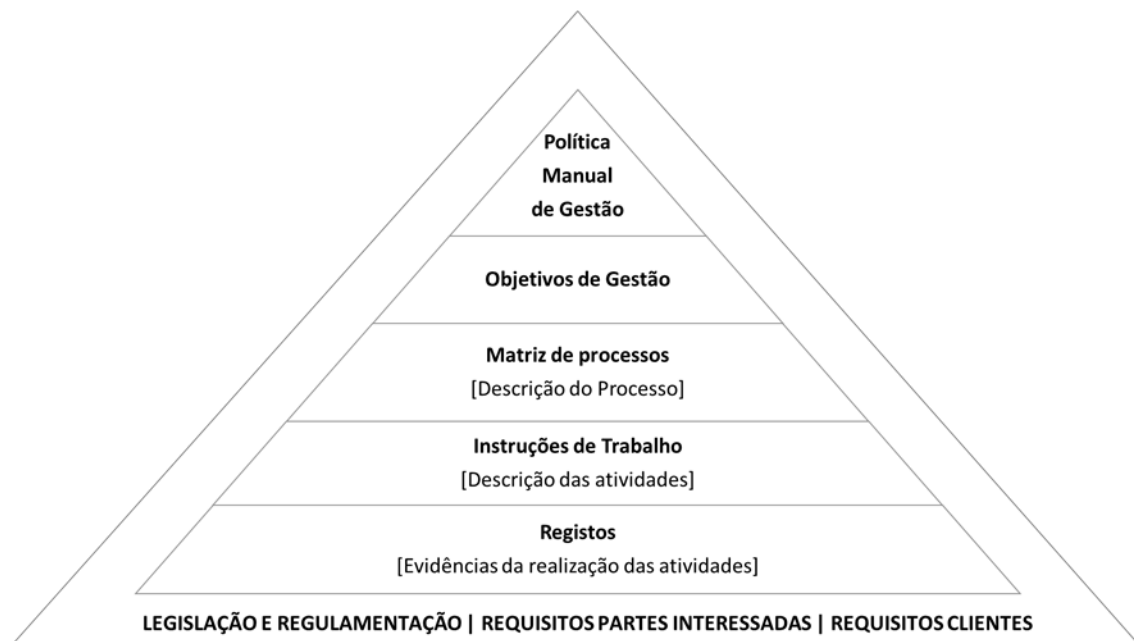 Política
Manual
de Gestão
Objetivos de Gestão
Matriz de processos
[Descrição do Processo]
Instruções de Trabalho
[Descrição das atividades]
Registos
[Evidências da realização das atividades]
LEGISLAÇÃO E REGULAMENTAÇÃO | REQUISITOS PARTES INTERESSADAS | REQUISITOS CLIENTES